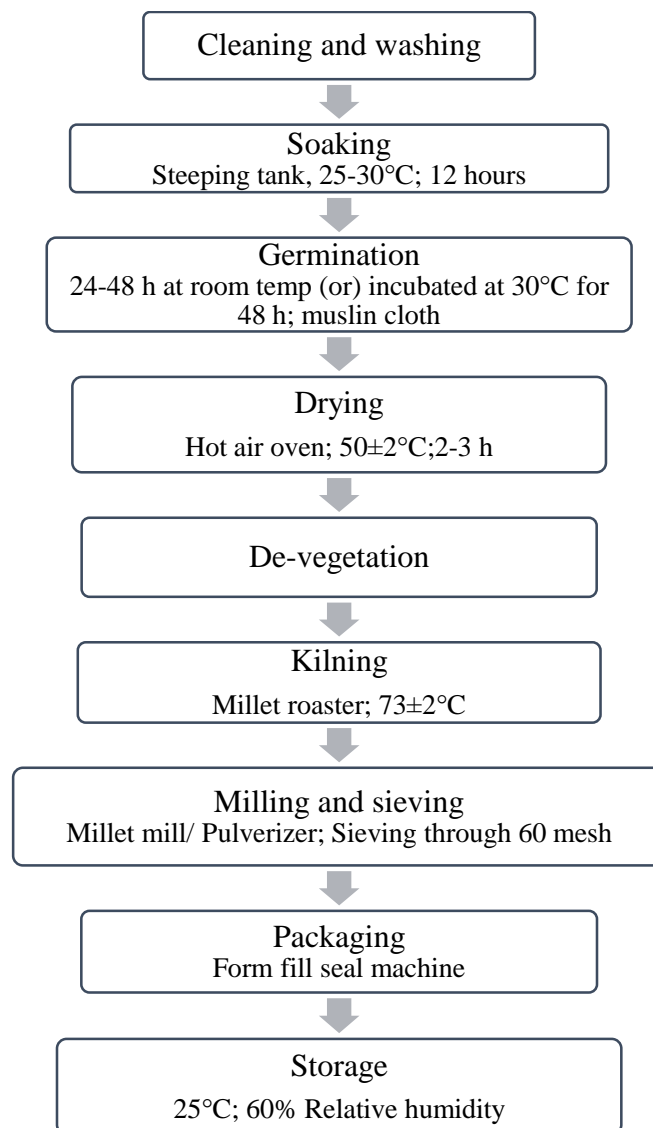 Cleaning and washing
Soaking
Steeping tank, 25-30°C; 12 hours
Germination
24-48 h at room temp (or) incubated at 30°C for
48 h; muslin cloth
Drying
Hot air oven; 50±2°C;2-3 h
De-vegetation
Kilning
Millet roaster; 73±2°C
Milling and sieving
Millet mill/ Pulverizer; Sieving through 60 mesh
Packaging
Form fill seal machine
Storage
25°C; 60% Relative humidity